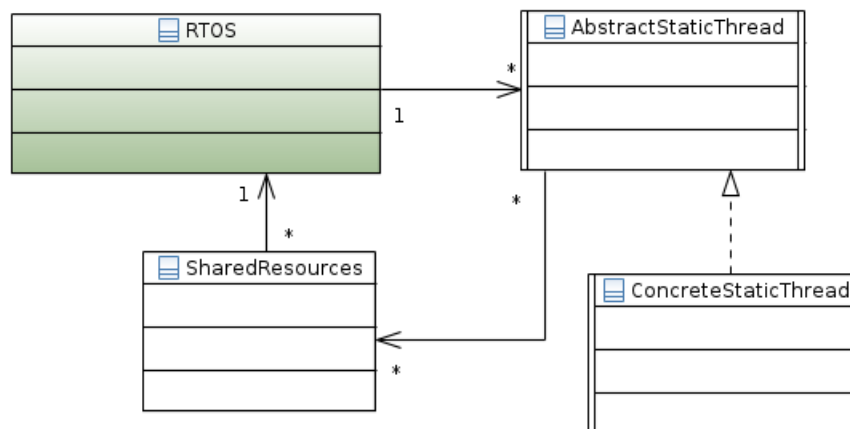 RTOS
AbstractStaticThread
*
1
1
*
*
SharedResources
ConcreteStaticThread
*